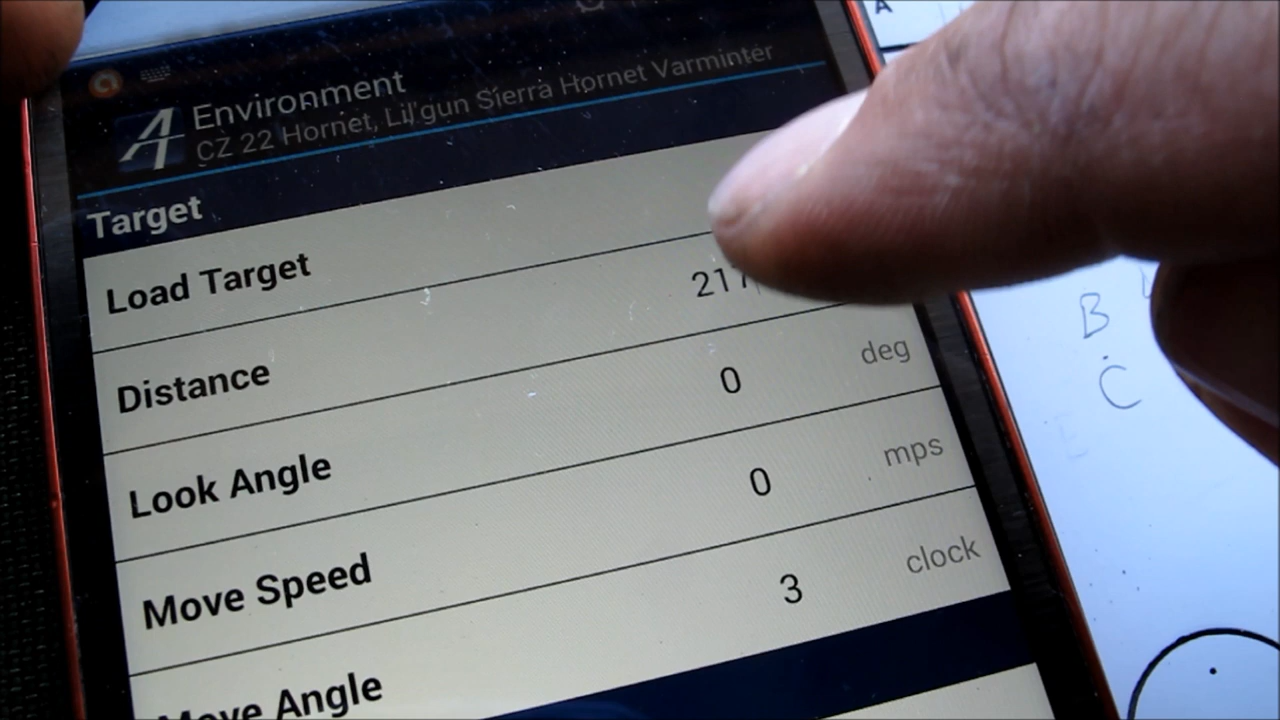 Environment
CZ 22 Hornet, Lil'gun Sierra Hornet Varminter
Target
Load Target
Distance 217
Look Angle 0 deg
Move Speed 0 mps
Move Angle 3 clock
A
B
C